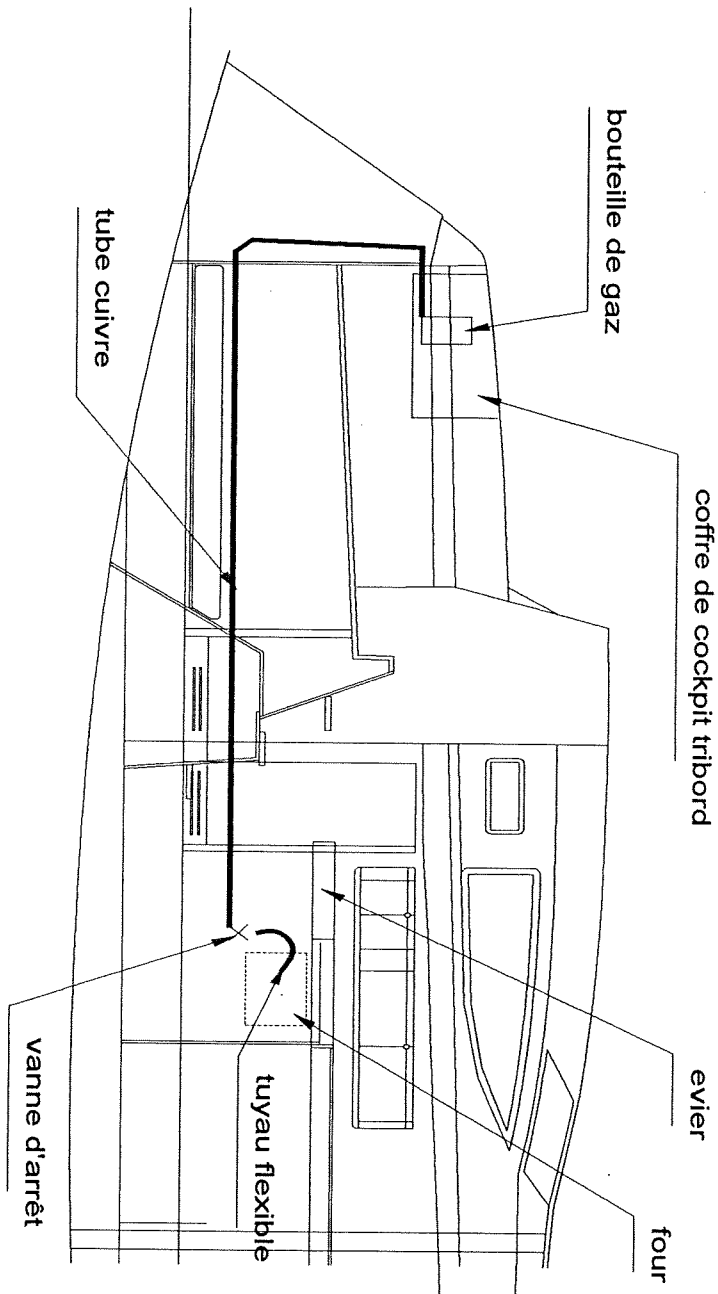 bouteille de gaz
coffre de cockpit tribord
tube cuivre
evier
four
tuyau flexible
vanne d'arrêt